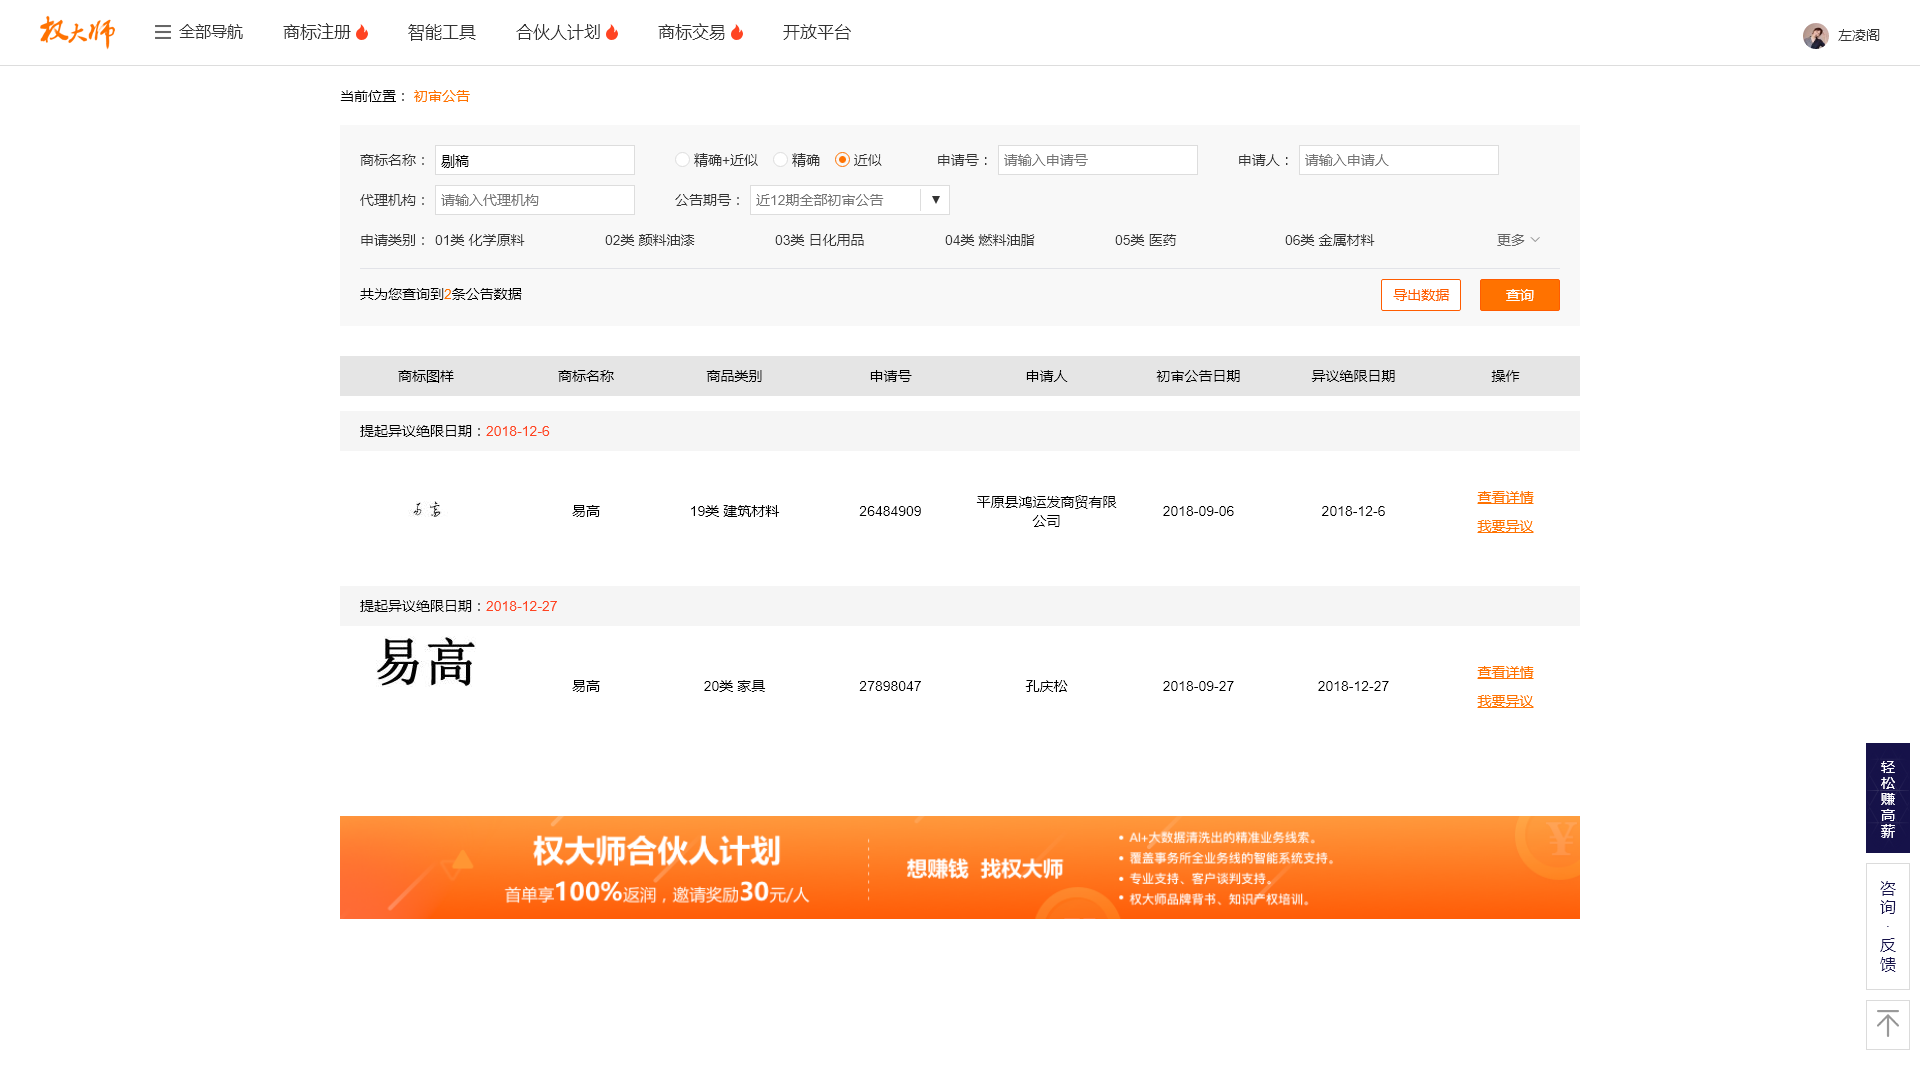 权大师 全部导航 商标注册 智能工具 合伙人计划 商标交易 开放平台 左凌阁
当前位置： 初审公告
商标名称： 剔稿 精确+近似 精确 近似 申请号： 请输入申请号 申请人： 请输入申请人
代理机构： 请输入代理机构 公告期号： 近12期全部初审公告 ▼
申请类别： 01类 化学原料 02类 颜料油漆 03类 日化用品 04类 燃料油脂 05类 医药 06类 金属材料 更多
共为您查询到2条公告数据 导出数据 查询
商标图样 商标名称 商品类别 申请号 申请人 初审公告日期 异议绝限日期 操作
提起异议绝限日期：2018-12-6
易高 易高 19类 建筑材料 26484909 平原县鸿运发商贸有限
公司 2018-09-06 2018-12-6 查看详情
我要异议
提起异议绝限日期：2018-12-27
易高 易高 20类 家具 27898047 孔庆松 2018-09-27 2018-12-27 查看详情
我要异议
权大师合伙人计划
首单享100%返润，邀请奖励30元/人
想赚钱 找权大师
• AI+大数据清洗出的精准业务线索。
• 覆盖事务所全业务线的智能系统支持。
• 专业支持、客户谈判支持。
• 权大师品牌背书、知识产权培训。
轻松赚高薪
咨询·反馈